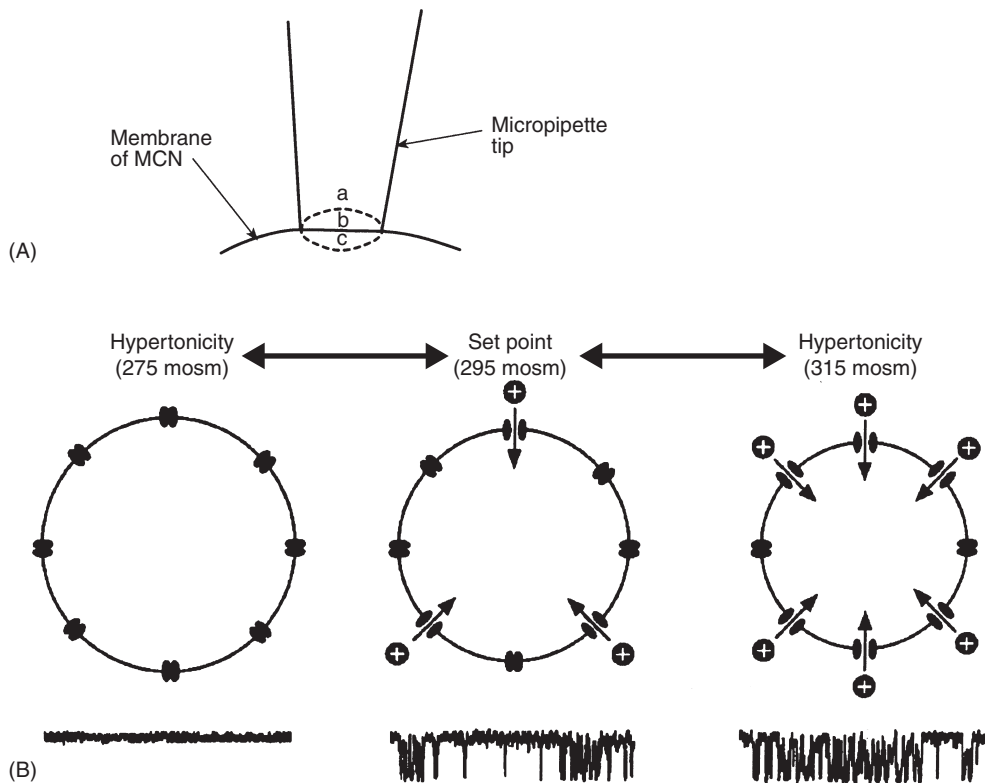 Membrane
of MCN
Micropipette
tip
a
b
c
(A)
Hypertonicity
(275 mosm)
Set point
(295 mosm)
Hypertonicity
(315 mosm)
+
+
+
+
+
+
+
+
+
(B)